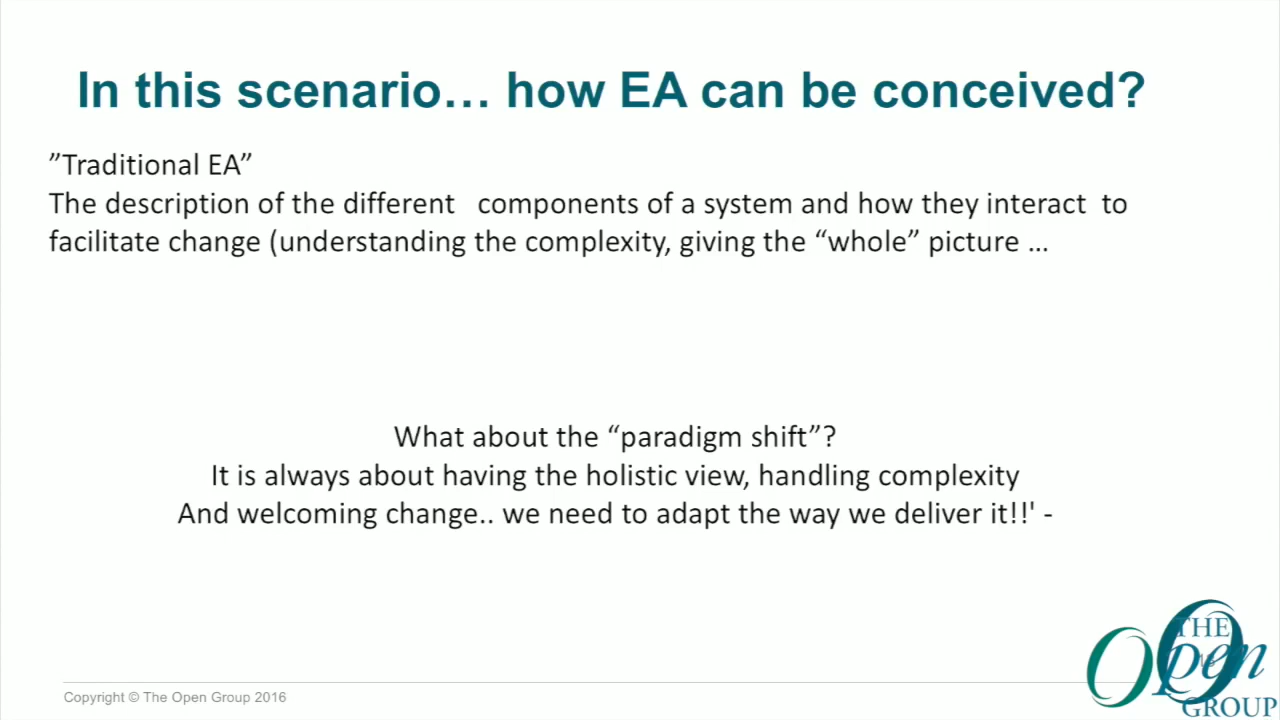 In this scenario... how EA can be conceived?
”Traditional EA”
The description of the different components of a system and how they interact to
facilitate change (understanding the complexity, giving the “whole” picture ...
What about the “paradigm shift”?
It is always about having the holistic view, handling complexity
And welcoming change.. we need to adapt the way we deliver it!!' -
Copyright © The Open Group 2016
THE
Open
GROUP